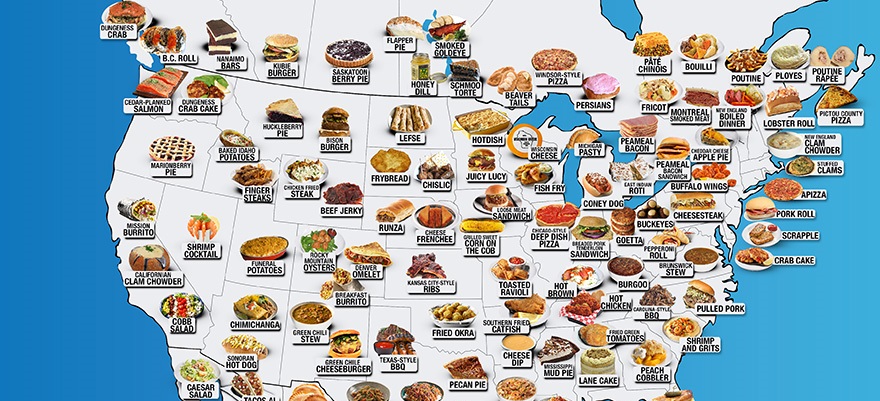 DUNGENESS
CRAB
B.C. ROLL
NANAIMO
BARS
KUBIE
BURGER
SASKATOON
BERRY PIE
FLAPPER
PIE
SMOKED
GOLDEYE
HONEY
DILL
SCHMOO
TORTE
BEAVER
TAILS
WINDSOR-STYLE
PIZZA
PERSIANS
PÂTÉ
CHINOIS
BOUILLI
POUTINE
PLOYES
POUTINE
RAPÉE
CEDAR-PLANKED
SALMON
DUNGENESS
CRAB CAKE
HUCKLEBERRY
PIE
BISON
BURGER
LEFSE
HOTDISH
WISCONSIN
CHEESE
MICHIGAN
PASTY
PEAMEAL
BACON
FRICOT
MONTREAL
SMOKED MEAT
NEW ENGLAND
BOILED
DINNER
LOBSTER ROLL
PICTOU COUNTY
PIZZA
MARIONBERRY
PIE
BAKED IDAHO
POTATOES
FINGER
STEAKS
CHICKEN FRIED
STEAK
BEEF JERKY
FRYBREAD
CHISLIC
JUICY LUCY
FISH FRY
CONEY DOG
EAST INDIAN
ROTI
PEAMEAL
BACON
SANDWICH
CHEDDAR CHEESE
APPLE PIE
BUFFALO WINGS
NEW ENGLAND
CLAM
CHOWDER
STUFFED
CLAMS
APIZZA
MISSION
BURRITO
SHRIMP
COCKTAIL
RUNZA
CHEESE
FRENCHEE
LOOSE MEAT
SANDWICH
GRILLED SWEET
CORN ON
THE COB
CHICAGO-STYLE
DEEP DISH
PIZZA
BREADED PORK
TENDERLOIN
SANDWICH
GOETTA
BUCKEYES
CHEESESTEAK
PEPPERONI
ROLL
PORK ROLL
SCRAPPLE
CRAB CAKE
CALIFORNIAN
CLAM CHOWDER
FUNERAL
POTATOES
ROCKY
MOUNTAIN
OYSTERS
DENVER
OMELET
BREAKFAST
BURRITO
KANSAS CITY-STYLE
RIBS
TOASTED
RAVIOLI
HOT
BROWN
BURGOO
BRUNSWICK
STEW
COBB
SALAD
CHIMICHANGA
GREEN CHILI
STEW
FRIED OKRA
SOUTHERN FRIED
CATFISH
HOT
CHICKEN
CAROLINA-STYLE
BBQ
PULLED PORK
SONORAN
HOT DOG
GREEN CHILE
CHEESEBURGER
TEXAS-STYLE
BBQ
CHEESE
DIP
FRIED GREEN
TOMATOES
SHRIMP
AND GRITS
CAESAR
SALAD
TACOS AL
PECAN PIE
MISSISSIPPI
MUD PIE
LANE CAKE
PEACH
COBBLER